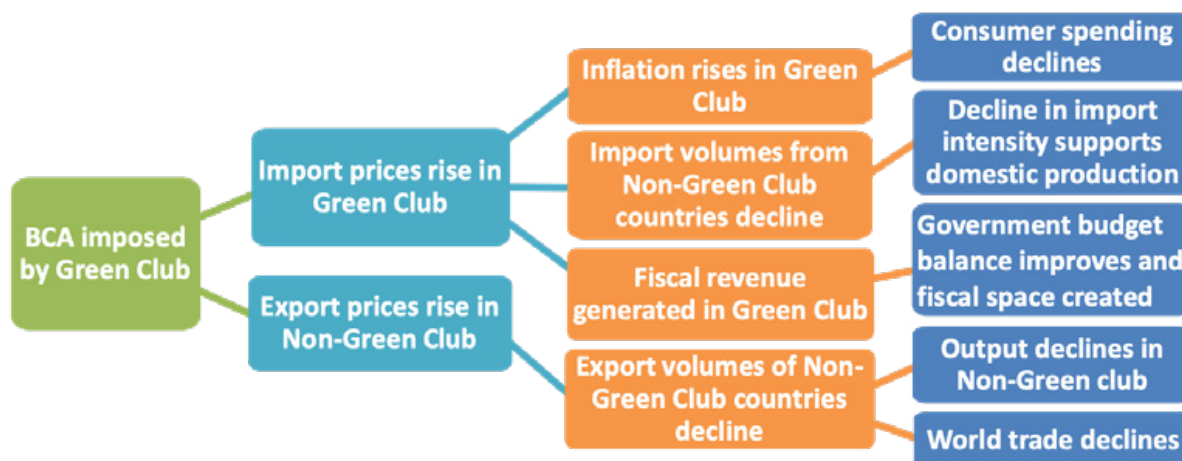 BCA imposed
by Green Club
Import prices rise in
Green Club
Export prices rise in
Non-Green Club
Inflation rises in Green
Club
Import volumes from
Non-Green Club
countries decline
Fiscal revenue
generated in Green Club
Export volumes of Non-
Green Club countries
decline
Consumer spending
declines
Decline in import
intensity supports
domestic production
Government budget
balance improves and
fiscal space created
Output declines in
Non-Green club
World trade declines